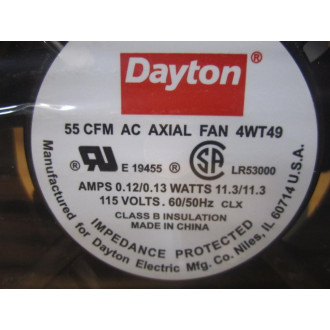 Dayton®
55 CFM AC AXIAL FAN 4WT49
® RU ® E 19455 SA LR53000
AMPS 0.12/0.13 WATTS 11.3/11.3
115 VOLTS. 60/50Hz CLX
CLASS B INSULATION
MADE IN CHINA
IMPEDANCE PROTECTED
Manufactured for Dayton Electric Mfg. Co. Niles, IL 60714 U.S.A.